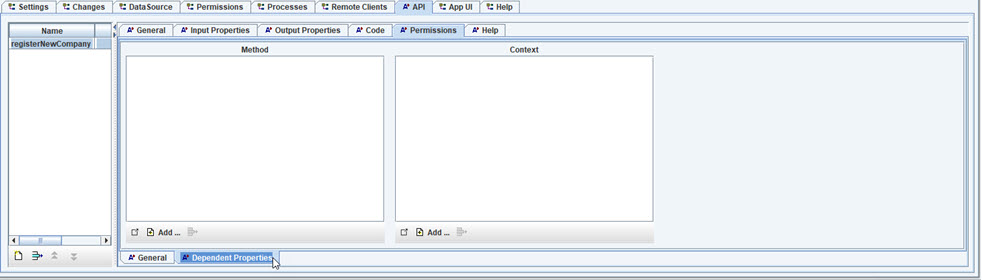 Settings Changes DataSource Permissions Processes Remote Clients API App UI Help
General Input Properties Output Properties Code Permissions Help
Name
registerNewCompany
Method Context
Add ... Add ...
General Dependent Properties